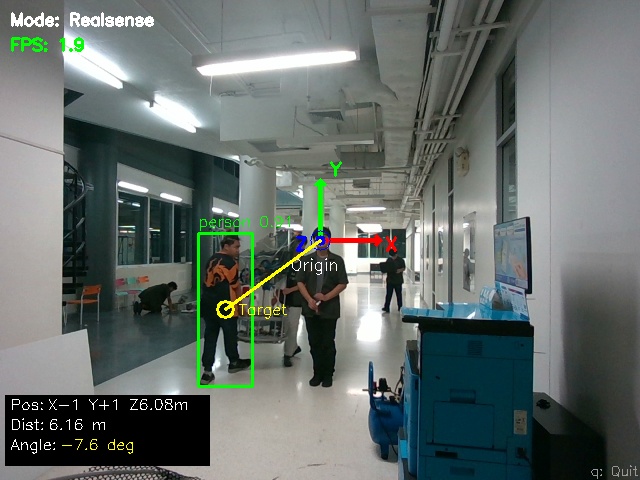 Mode: Realsense
FPS: 1.9
Y
person 0.91
Z
X
Origin
Target
Pos: X-1 Y+1 Z6.08m
Dist: 6.16 m
Angle: -7.6 deg
q: Quit